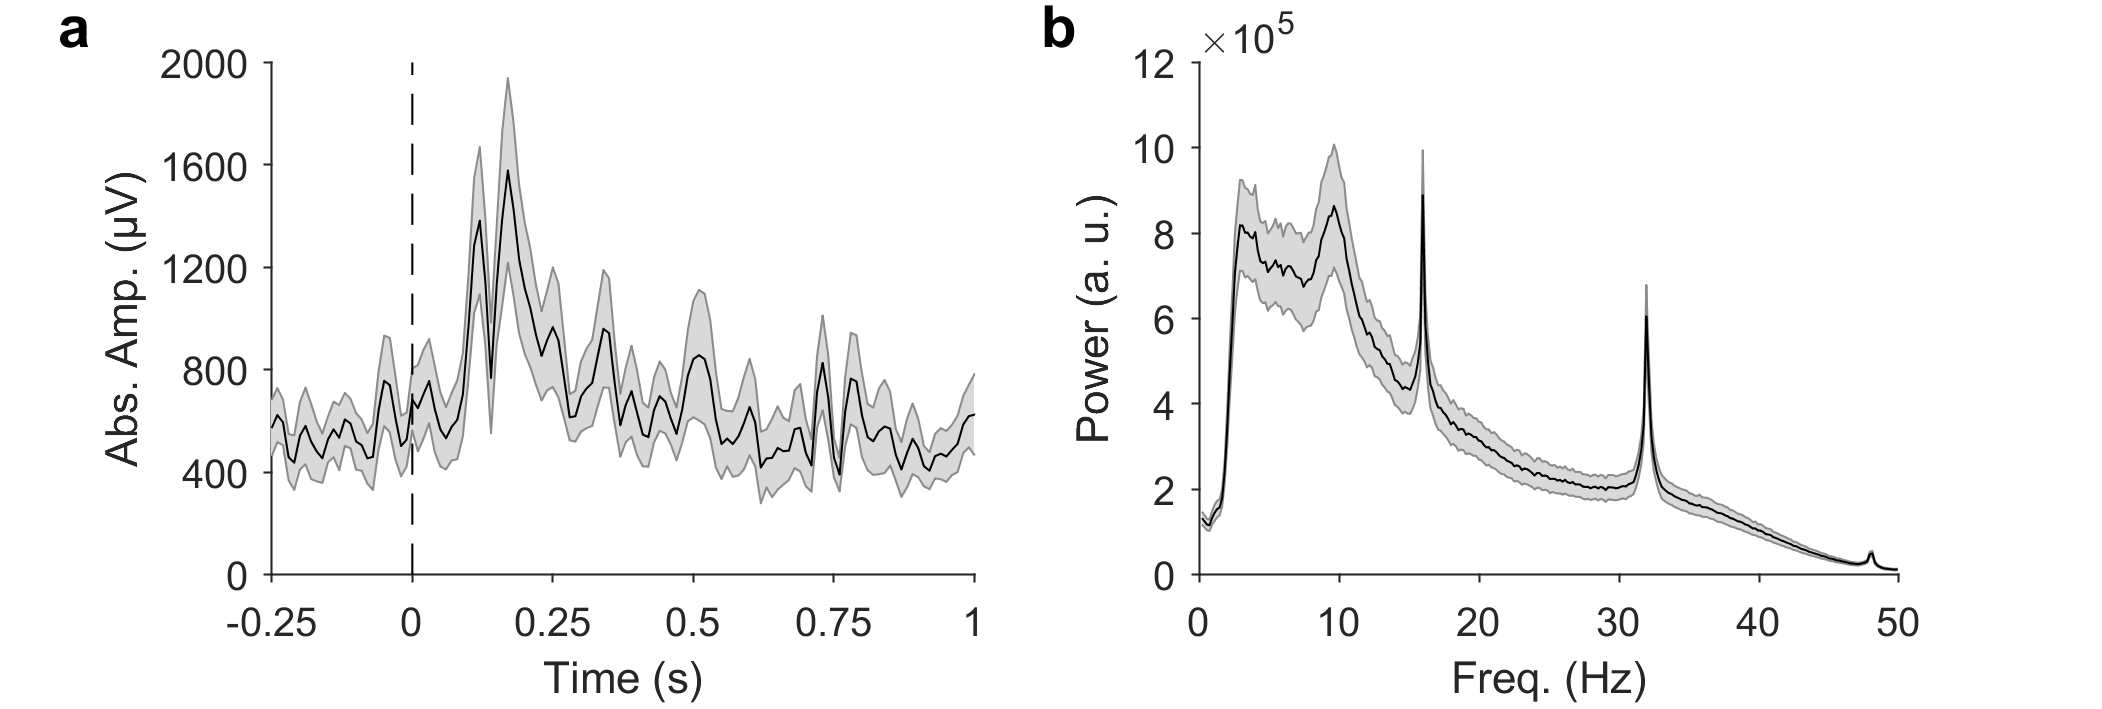 a
2000
1600
1200
800
400
0
Abs. Amp. (µV)
-0.25 0 0.25 0.5 0.75 1
Time (s)
b
×10^5
12
10
8
6
4
2
0
Power (a. u.)
0 10 20 30 40 50
Freq. (Hz)